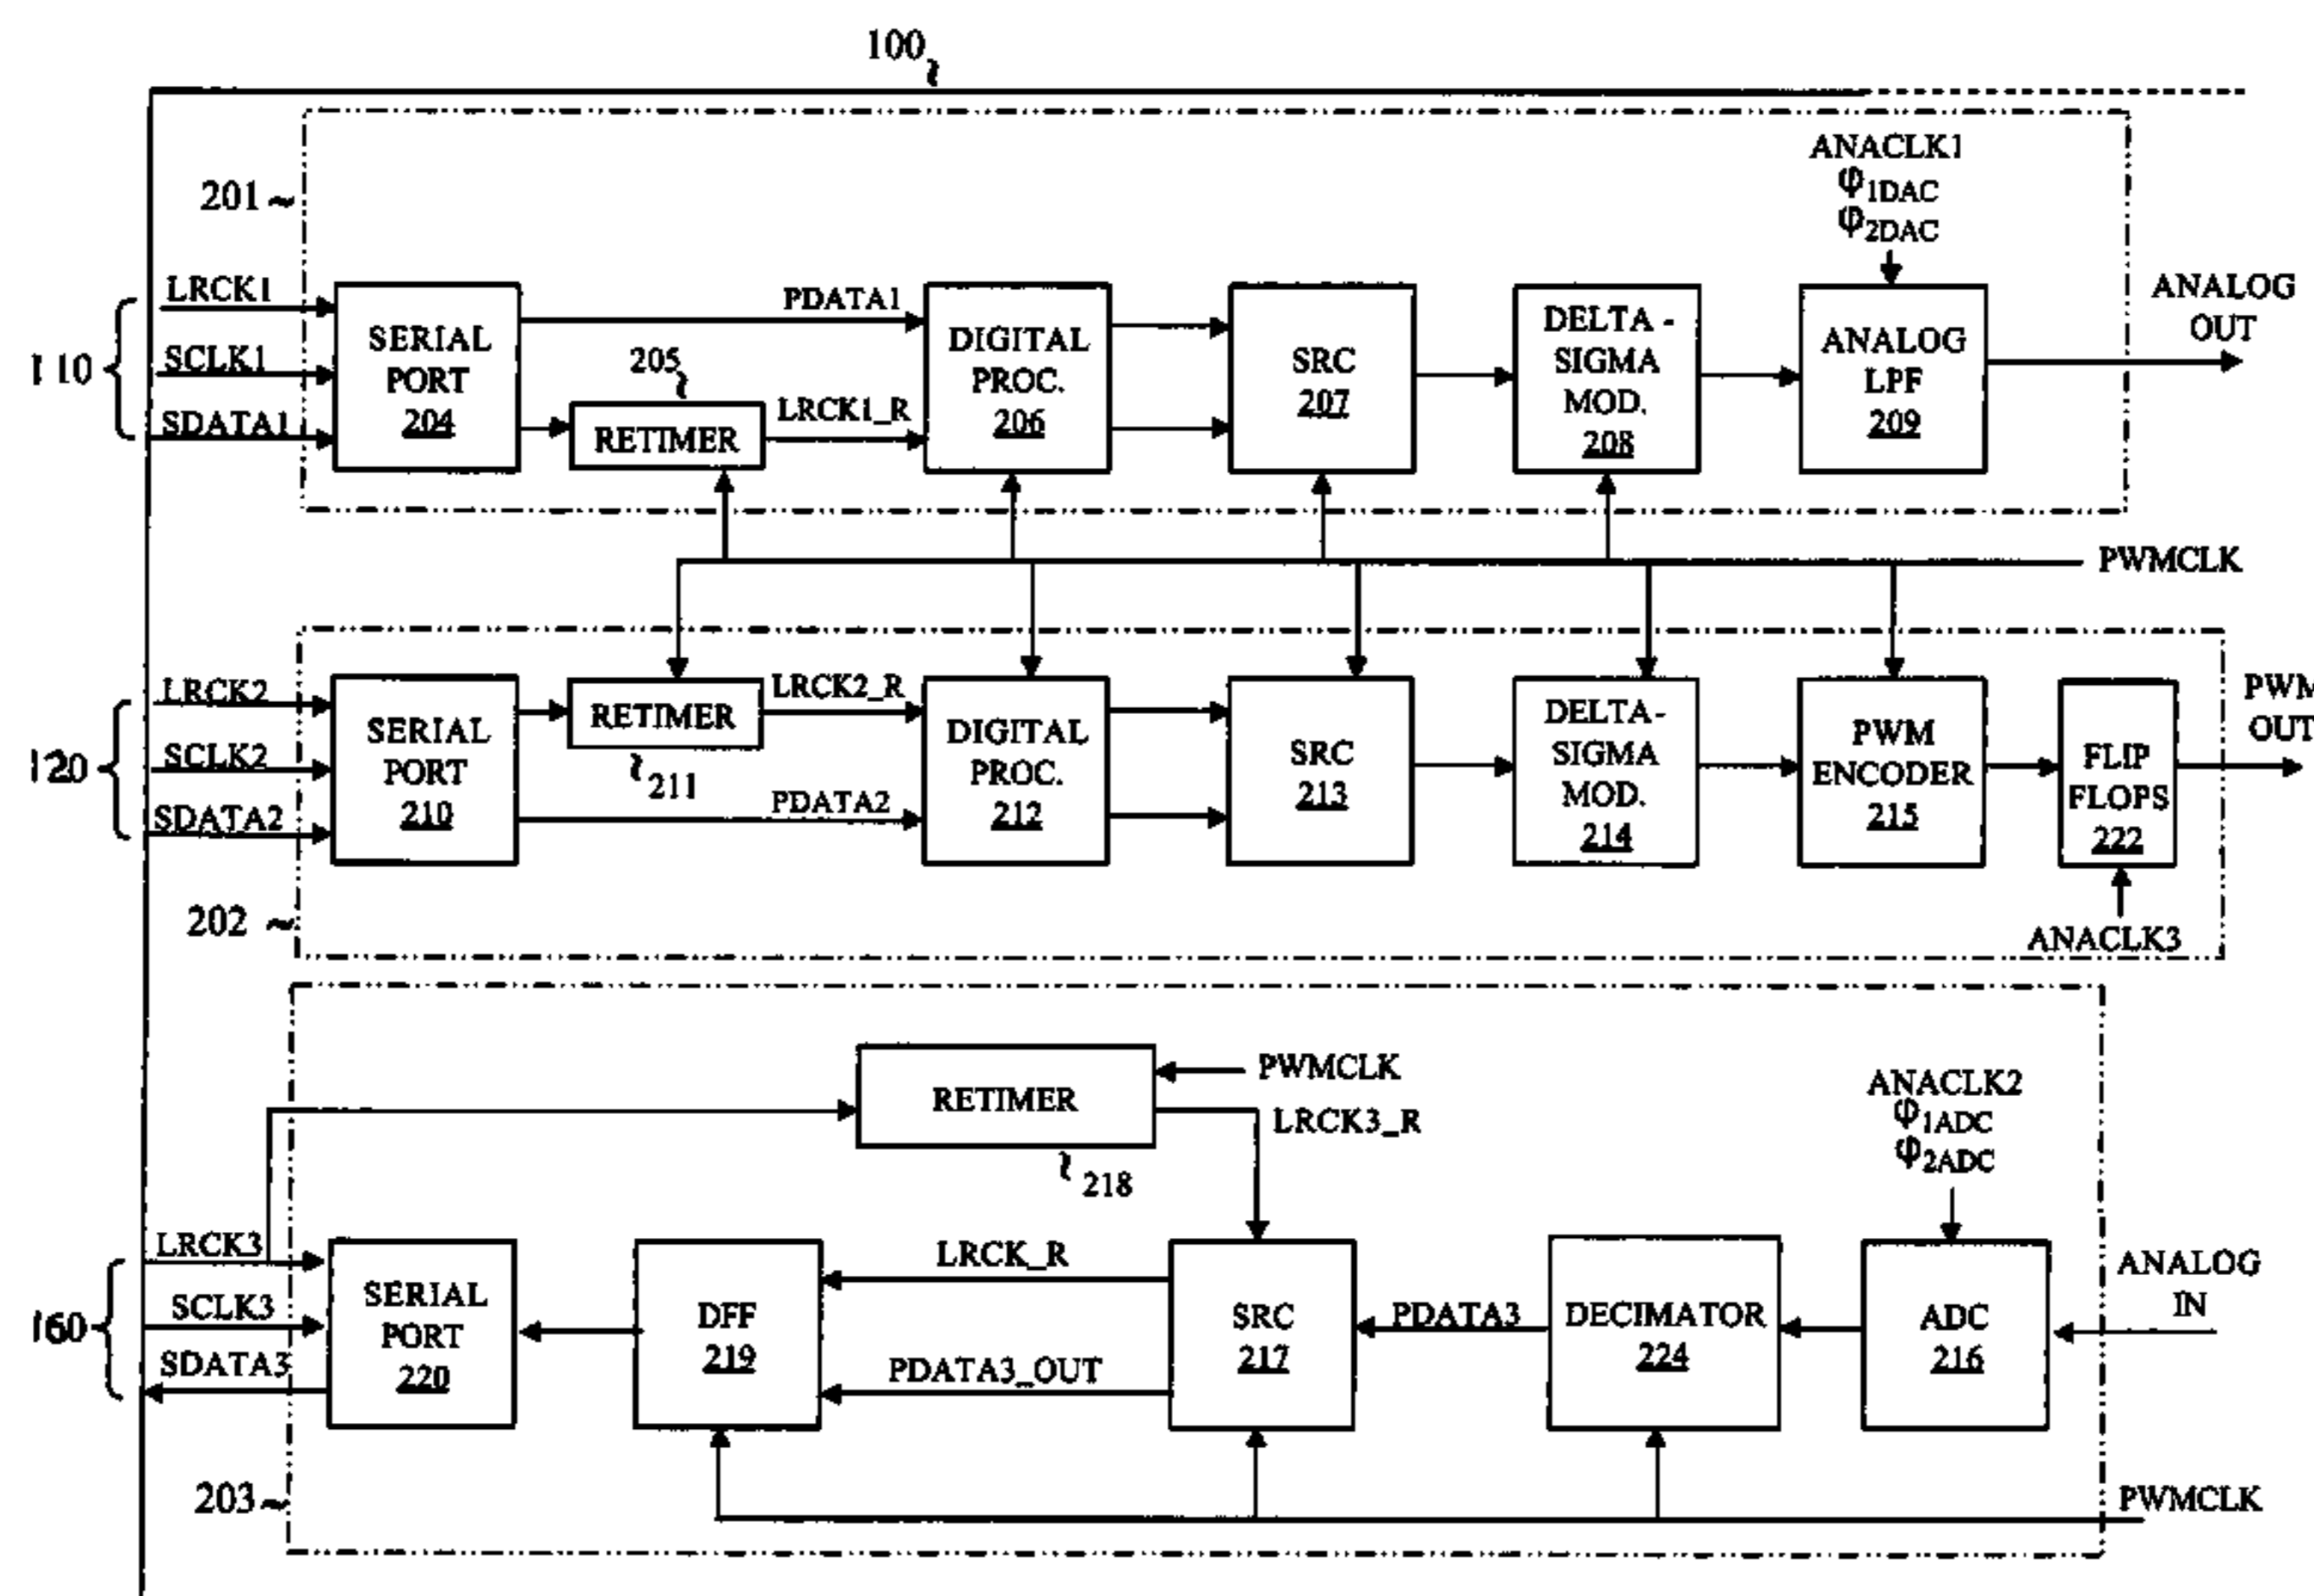 100
201
ANACLK1
φ1DAC
φ2DAC
110
LRCK1
SCLK1
SDATA1
SERIAL
PORT
204
PDATA1
205
RETIMER
LRCK1_R
DIGITAL
PROC.
206
SRC
207
DELTA -
SIGMA
MOD.
208
ANALOG
LPF
209
ANALOG
OUT
PWMCLK
120
LRCK2
SCLK2
SDATA2
SERIAL
PORT
210
RETIMER
211
LRCK2_R
PDATA2
DIGITAL
PROC.
212
SRC
213
DELTA-
SIGMA
MOD.
214
PWM
ENCODER
215
FLIP
FLOPS
222
PWM
OUT
202
ANACLK3
RETIMER
218
PWMCLK
LRCK3_R
ANACLK2
φ1ADC
φ2ADC
160
LRCK3
SCLK3
SDATA3
SERIAL
PORT
220
DFF
219
LRCK_R
PDATA3_OUT
SRC
217
PDATA3
DECIMATOR
224
ADC
216
ANALOG
IN
203
PWMCLK